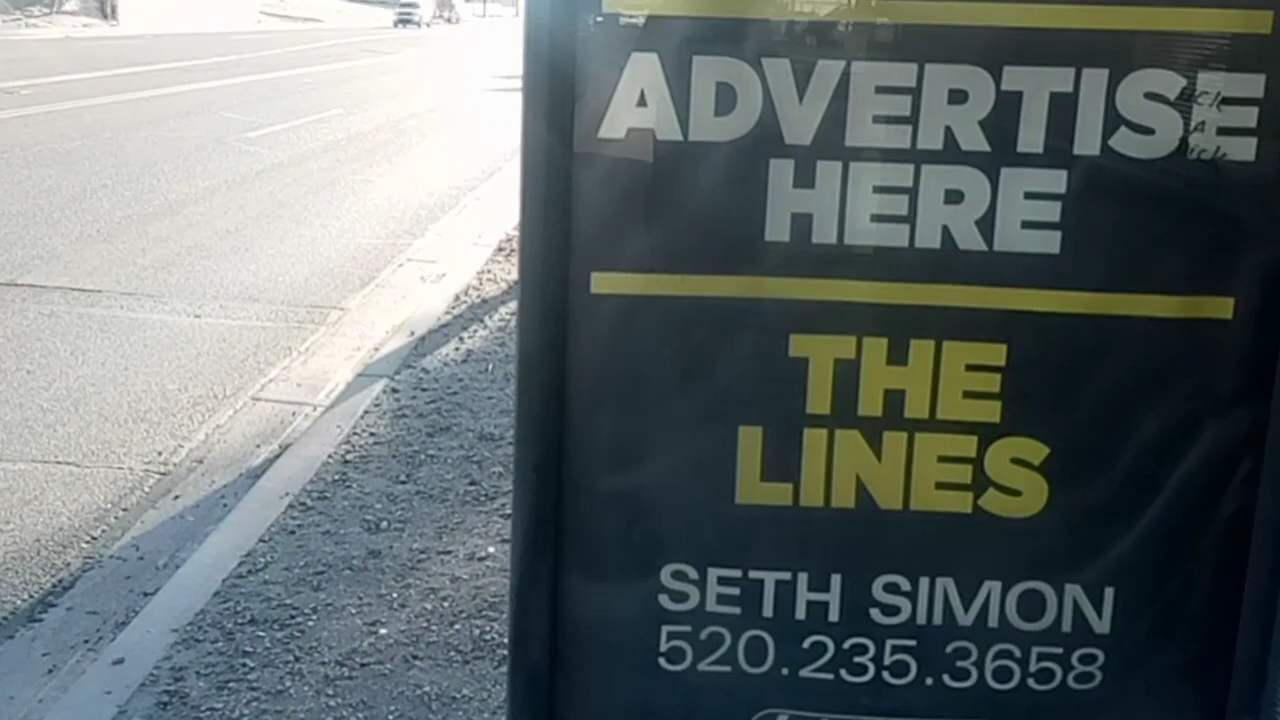 ADVERTISE
HERE
THE
LINES
SETH SIMON
520.235.3658